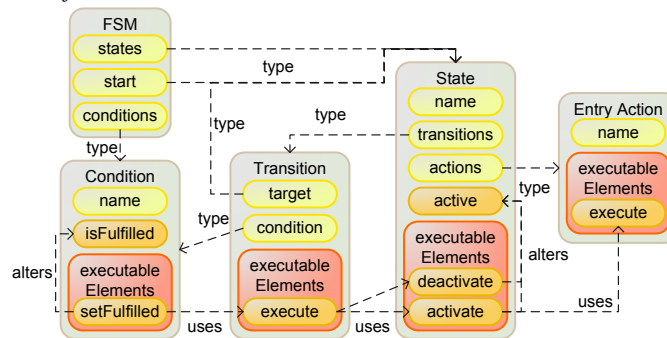 FSM
states
start
conditions
type
type
type
type
type
type
State
name
transitions
actions
active
executable
Elements
deactivate
activate
Entry Action
name
executable
Elements
execute
Condition
name
isFulfilled
executable
Elements
setFulfilled
alters
Transition
target
condition
executable
Elements
execute
uses
uses
alters
uses